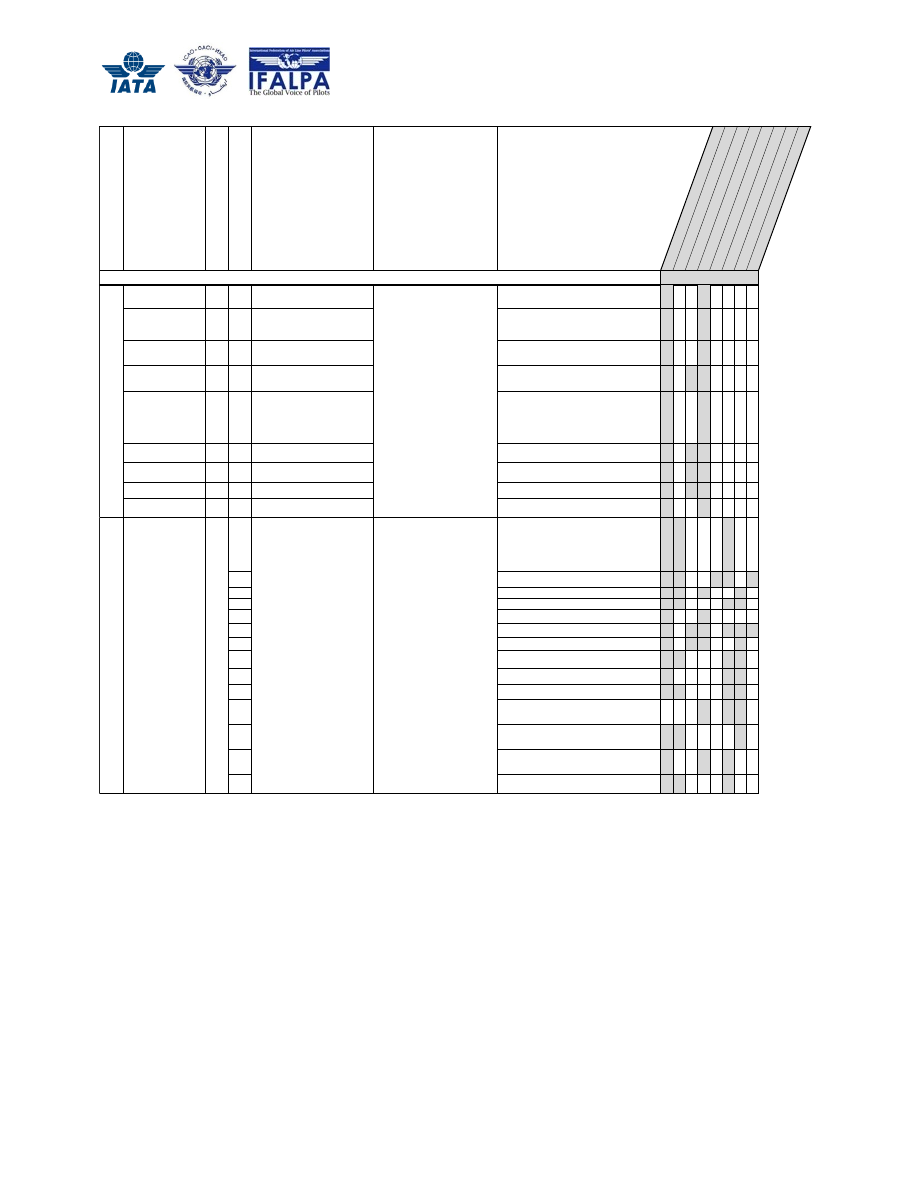 IATA
ICAO · OACI · ИКАО
International Federation of Air Line Pilots' Associations
IFALPA
The Global Voice of Pilots